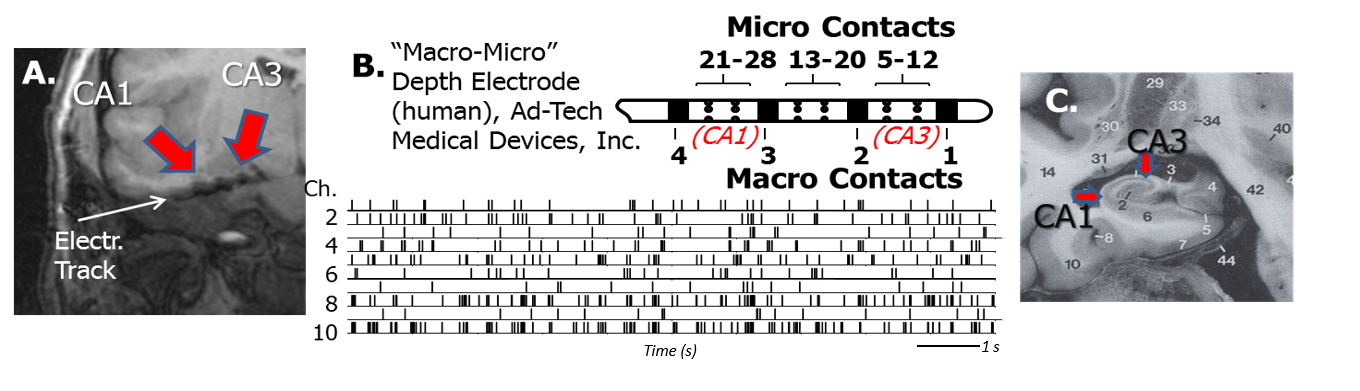 A.
CA1
CA3
Electr.
Track
B.
“Macro-Micro”
Depth Electrode
(human), Ad-Tech
Medical Devices, Inc.
Micro Contacts
21-28 13-20 5-12
(CA1) (CA3)
4 3 2 1
Macro Contacts
Ch.
2
4
6
8
10
Time (s)
1 s
C.
29
33
30
34
40
CA3
14
31
3
4
42
CA1
2
6
5
8
7
44
10